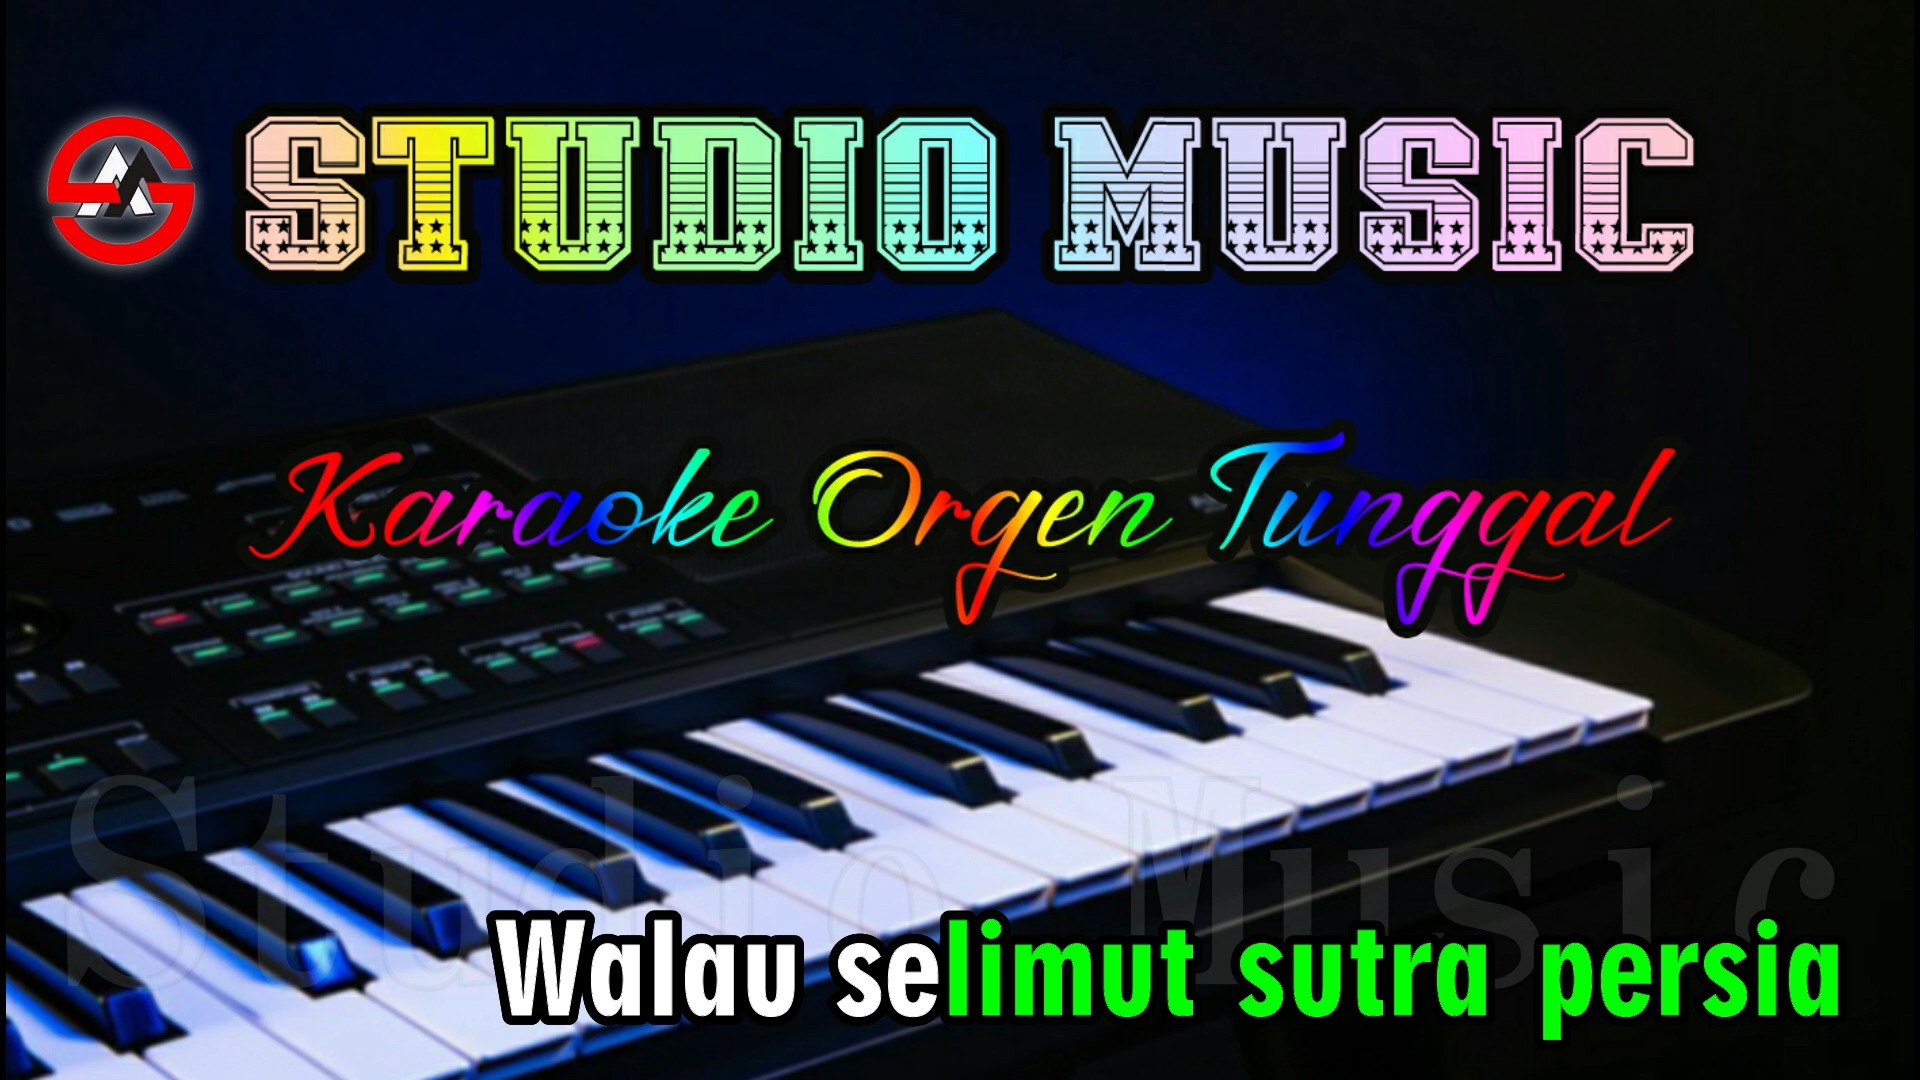 STUDIO MUSIC
Karaoke Orgen Tunggal
Studio Music
Walau selimut sutra persia